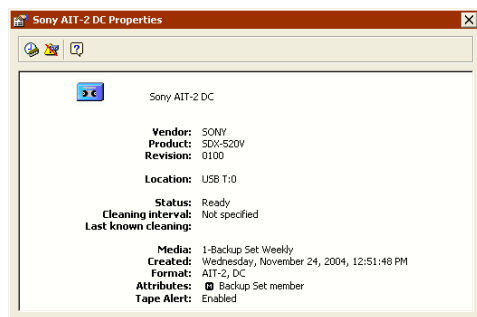 Sony AIT-2 DC Properties
Sony AIT-2 DC
Vendor: SONY
Product: SDX-520V
Revision: 0100
Location: USB T:0
Status: Ready
Cleaning interval: Not specified
Last known cleaning:
Media: 1-Backup Set Weekly
Created: Wednesday, November 24, 2004, 12:51:48 PM
Format: AIT-2, DC
Attributes: M Backup Set member
Tape Alert: Enabled